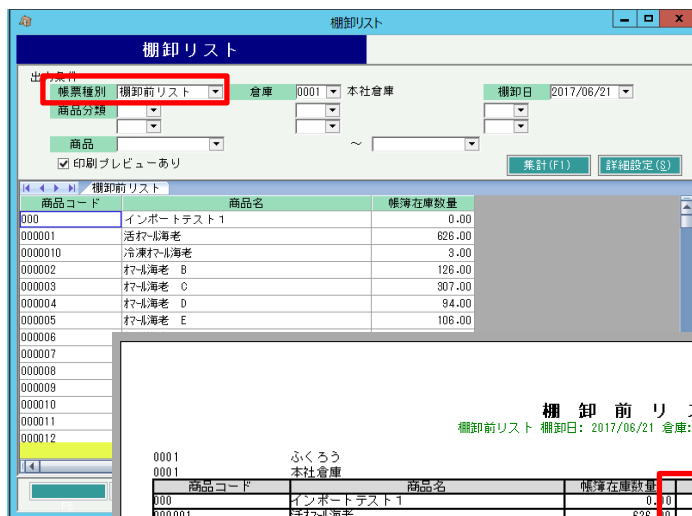 棚卸リスト
棚卸リスト
出力条件
帳票種別 棚卸前リスト 倉庫 0001 本社倉庫 棚卸日 2017/06/21
商品分類
商品 ～
印刷プレビューあり 集計(F1) 詳細設定(S)
棚卸前リスト
商品コード 商品名 帳簿在庫数量
000 インポートテスト1 0.00
000001 活ｵﾏｰﾙ海老 626.00
0000010 冷凍ｵﾏｰﾙ海老 3.00
000002 ｵﾏｰﾙ海老 B 126.00
000003 ｵﾏｰﾙ海老 C 307.00
000004 ｵﾏｰﾙ海老 D 94.00
000005 ｵﾏｰﾙ海老 E 106.00
000006
000007
000008
000009
000010
000011
000012
棚 卸 前 リ
棚卸前リスト 棚卸日: 2017/06/21 倉庫:
0001 ふくろう
0001 本社倉庫
商品コード 商品名 帳簿在庫数量
000 インポートテスト1 0.00
000001 活ｵﾏｰﾙ海老 626.00